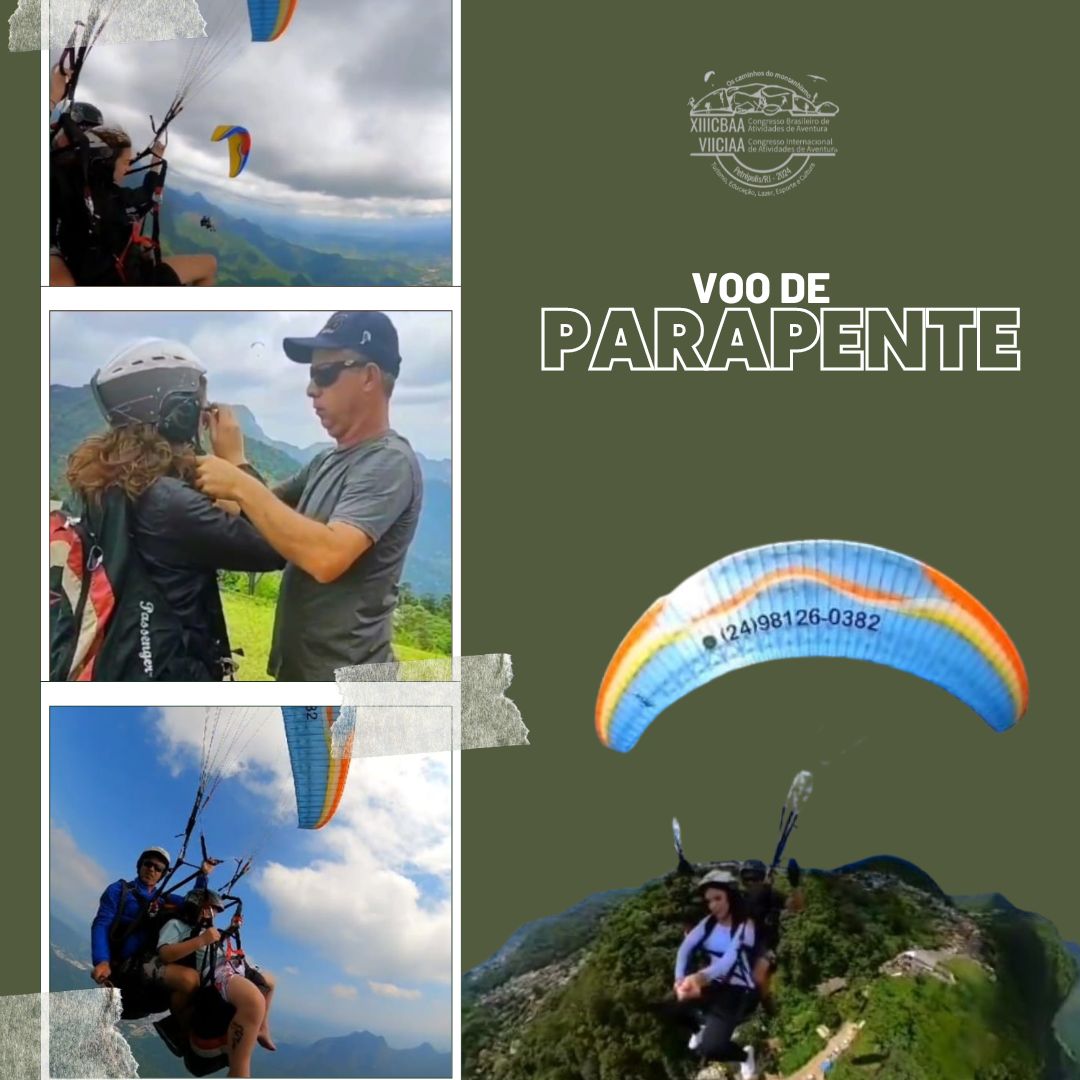 Os caminhos do montanhismo
XIIICBAA Congresso Brasileiro de
Atividades de Aventura
VIICIAA Congresso Internacional
de Atividades de Aventura
Petrópolis/RJ - 2024
Turismo, Educação, Lazer, Esporte e Cultura
VOO DE
PARAPENTE
(24)98126-0382
Passenger
32